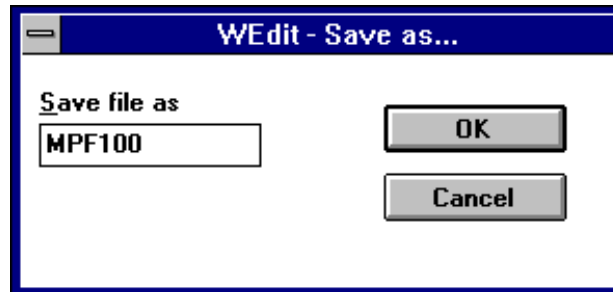 WEdit - Save as...
Save file as
MPF100
OK
Cancel